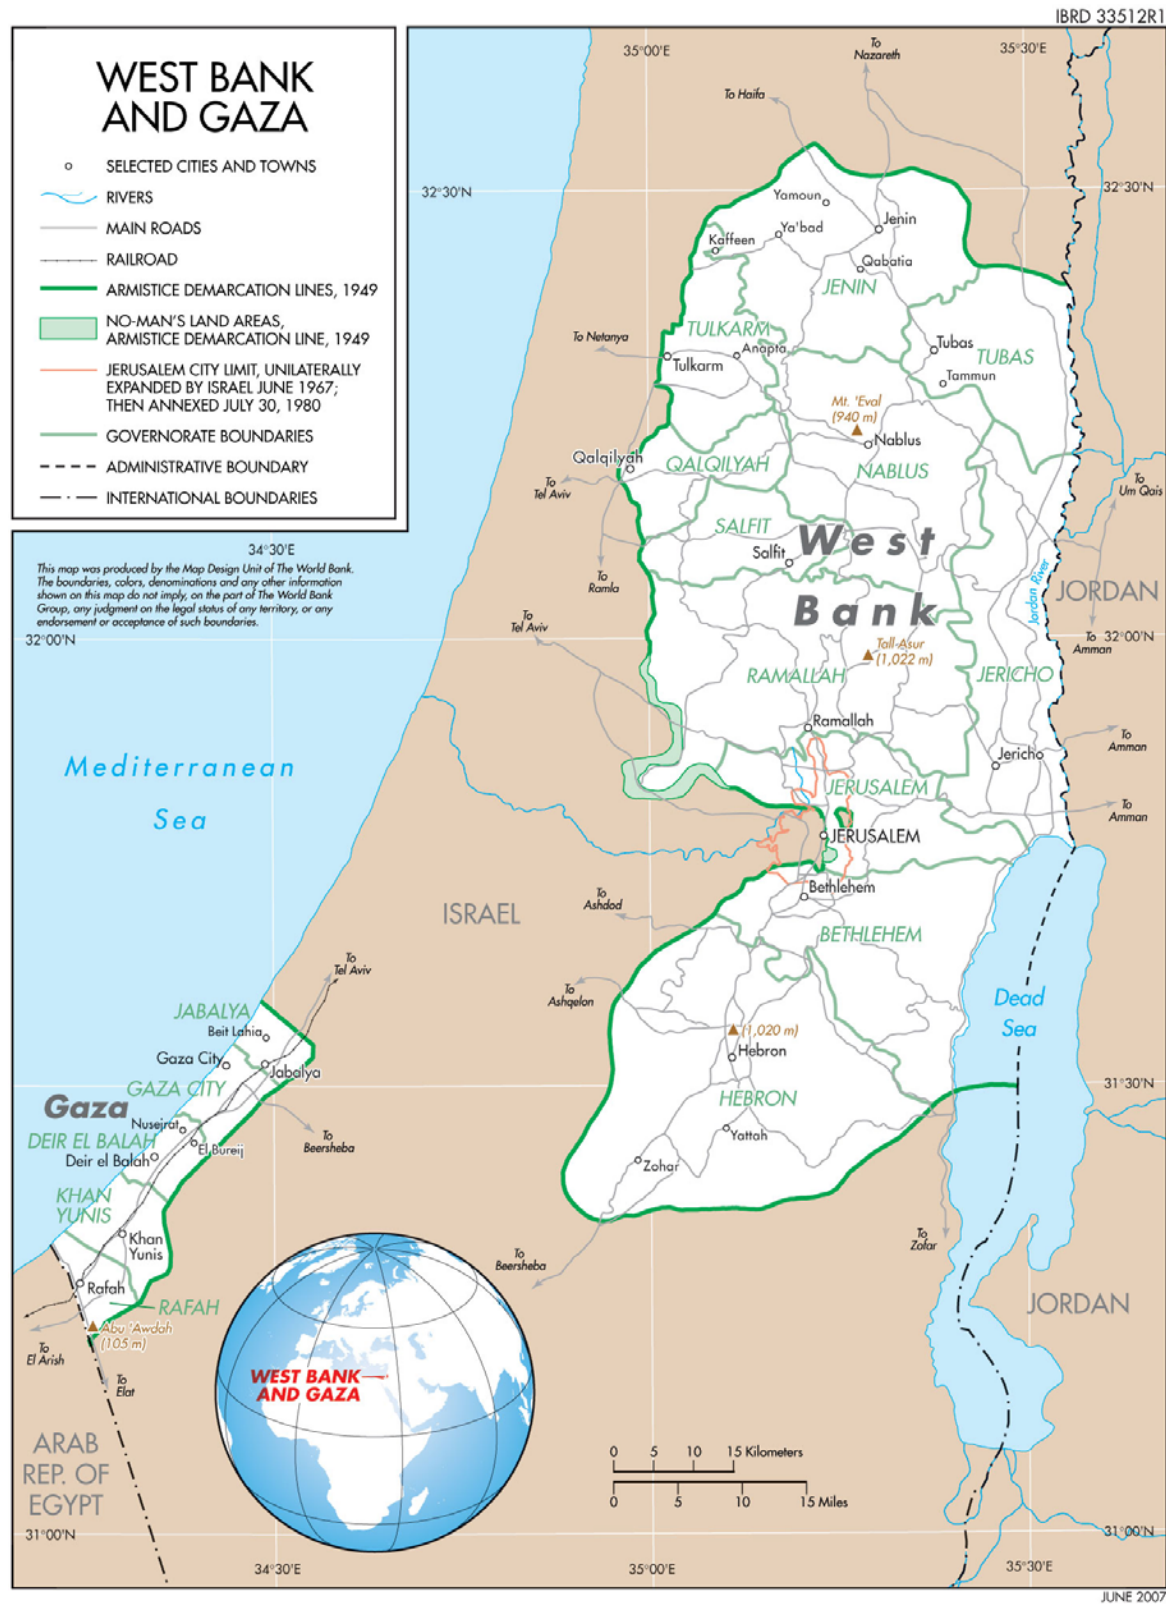 IBRD 33512R1
WEST BANK
AND GAZA
SELECTED CITIES AND TOWNS
RIVERS
MAIN ROADS
RAILROAD
ARMISTICE DEMARCATION LINES, 1949
NO-MAN'S LAND AREAS,
ARMISTICE DEMARCATION LINE, 1949
JERUSALEM CITY LIMIT, UNILATERALLY
EXPANDED BY ISRAEL JUNE 1967;
THEN ANNEXED JULY 30, 1980
GOVERNORATE BOUNDARIES
ADMINISTRATIVE BOUNDARY
INTERNATIONAL BOUNDARIES
This map was produced by the Map Design Unit of The World Bank.
The boundaries, colors, denominations and any other information
shown on this map do not imply, on the part of The World Bank
Group, any judgment on the legal status of any territory, or any
endorsement or acceptance of such boundaries.
35°00'E
35°30'E
To
Nazareth
To Haifa
32°30'N
32°30'N
Yamoun
Jenin
Ya'bad
Kaffeen
Qabatia
JENIN
TULKARM
To Netanya
Anapta
Tulkarm
Tubas
TUBAS
Tammun
Mt. 'Eval
(940 m)
Nablus
Qalqilyah
QALQILYAH
NABLUS
To
Tel Aviv
To
Um Qais
SALFIT
West
Salfit
34°30'E
To
Ramla
Jordan River
JORDAN
Bank
To
Tel Aviv
32°00'N
32°00'N
To
Amman
Tall-Asur
(1,022 m)
RAMALLAH
JERICHO
Ramallah
To
Amman
Jericho
Mediterranean
Sea
JERUSALEM
To
Amman
JERUSALEM
Bethlehem
To
Ashdod
ISRAEL
BETHLEHEM
To
Tel Aviv
To
Ashqelon
Dead
Sea
JABALYA
Beit Lahia
(1,020 m)
Gaza City
Hebron
Jabalya
GAZA CITY
31°30'N
Gaza
HEBRON
Nusejrat
Yattah
DEIR EL BALAH
El Bureij
To
Beersheba
Deir el Balah
Zohar
KHAN
YUNIS
Khan
Yunis
To
Zofar
To
Beersheba
Rafah
RAFAH
JORDAN
Abu 'Awdah
(105 m)
To
El Arish
To
Elat
WEST BANK
AND GAZA
ARAB
REP. OF
EGYPT
0 5 10 15 Kilometers
0 5 10 15 Miles
31°00'N
31°00'N
34°30'E
35°00'E
35°30'E
JUNE 2007